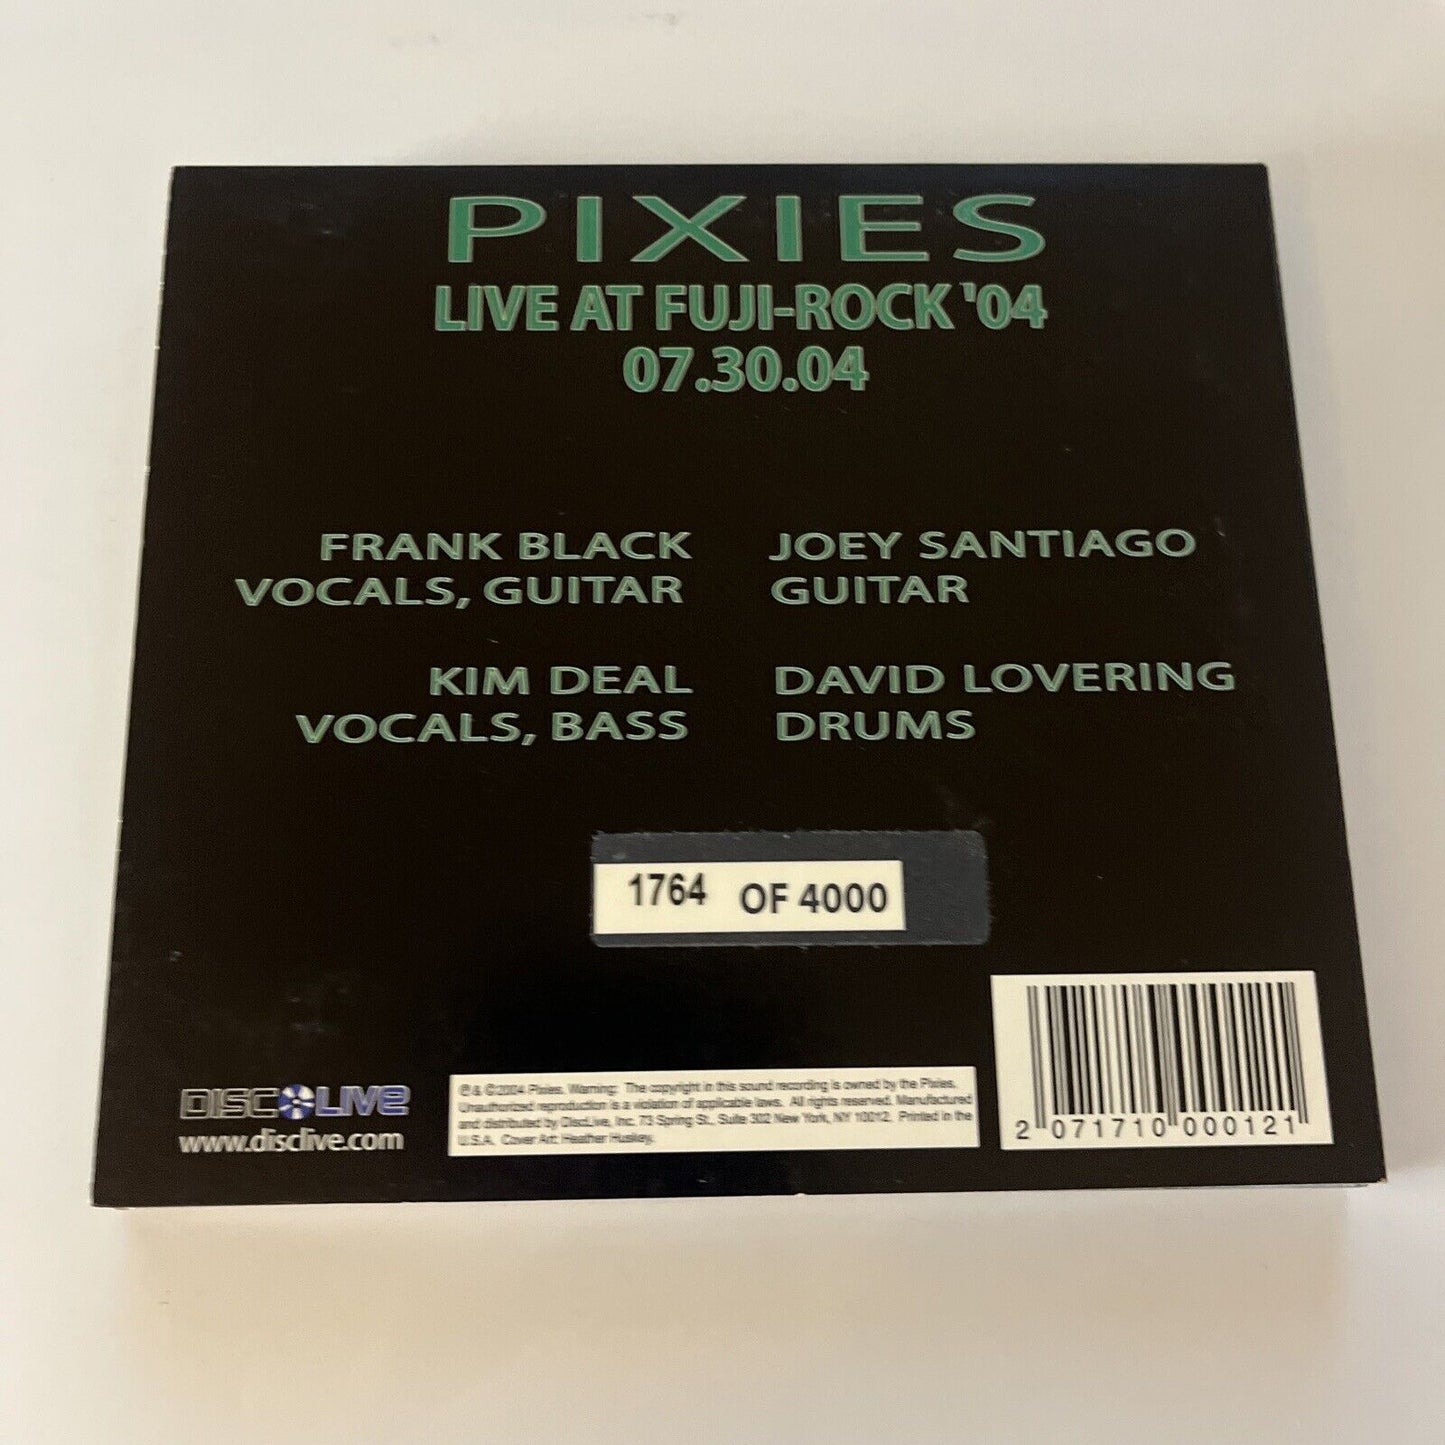 PIXIES
LIVE AT FUJI-ROCK '04
07.30.04
FRANK BLACK
VOCALS, GUITAR
JOEY SANTIAGO
GUITAR
KIM DEAL
VOCALS, BASS
DAVID LOVERING
DRUMS
1764 OF 4000
DISC LIVE
www.disclive.com
℗ & ©2004 Pixies. Warning: The copyright in this sound recording is owned by the Pixies.
Unauthorized reproduction is a violation of applicable laws. All rights reserved. Manufactured
and distributed by DiscLive, Inc. 73 Spring St., Suite 302 New York, NY 10012. Printed in the
U.S.A. Cover Art: Heather Huskey.
2 071710 000121